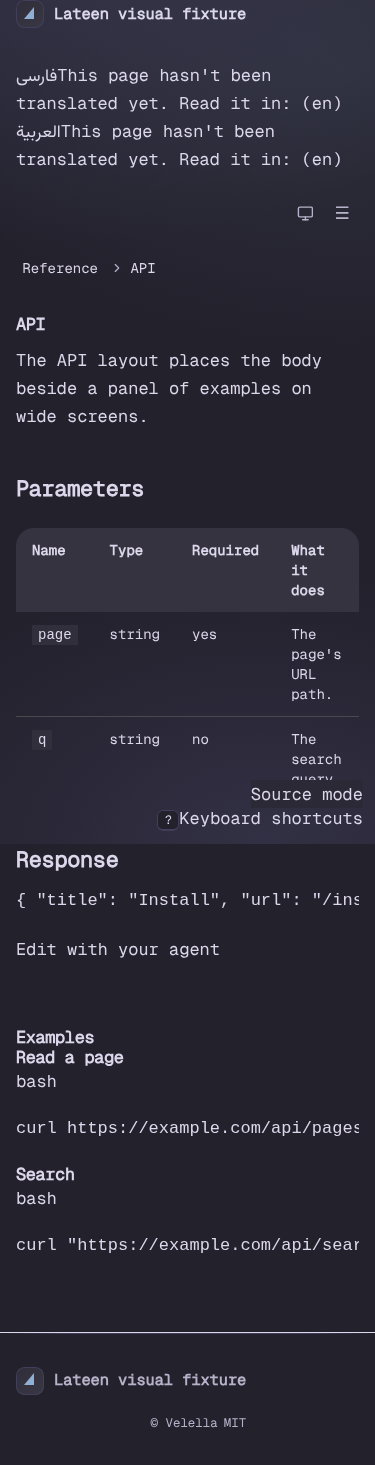 Lateen visual fixture
فارسیThis page hasn't been
translated yet. Read it in: (en)
العربيةThis page hasn't been
translated yet. Read it in: (en)
Reference > API
API
The API layout places the body
beside a panel of examples on
wide screens.
Parameters
Name Type Required What
it
does
page string yes The
page's
URL
path.
q string no The
search
query
Source mode
? Keyboard shortcuts
Response
{ "title": "Install", "url": "/ins
Edit with your agent
Examples
Read a page
bash
curl https://example.com/api/pages
Search
bash
curl "https://example.com/api/sear
Lateen visual fixture
© Velella MIT